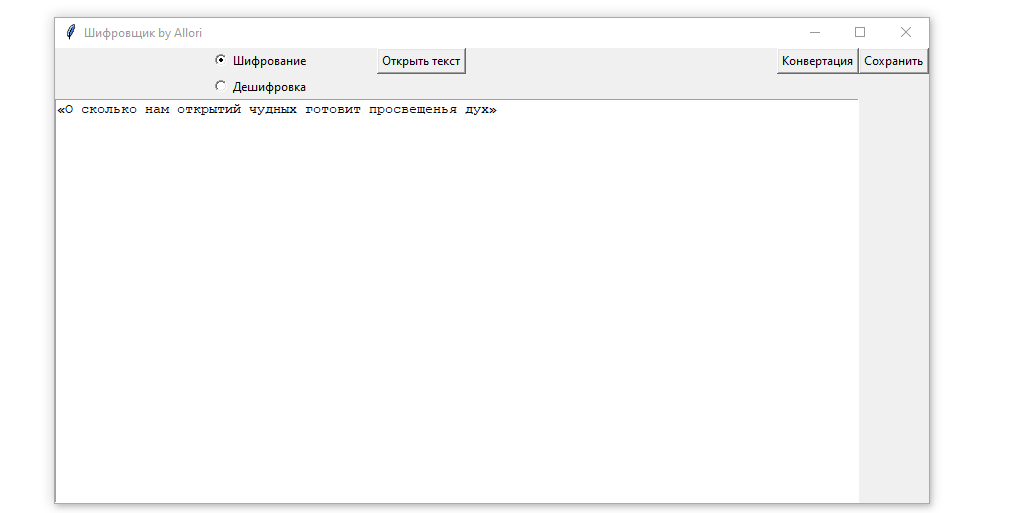 Шифровщик by Allori
Шифрование Открыть текст Конвертация Сохранить
Дешифровка
«О сколько нам открытий чудных готовит просвещенья дух»